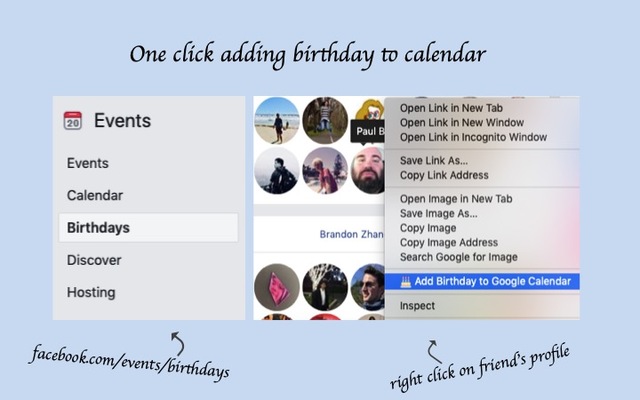 One click adding birthday to calendar
20
Events
Events
Calendar
Birthdays
Discover
Hosting
Paul B
Brandon Zhan
Open Link in New Tab
Open Link in New Window
Open Link in Incognito Window
Save Link As...
Copy Link Address
Open Image in New Tab
Save Image As...
Copy Image
Copy Image Address
Search Google for Image
Add Birthday to Google Calendar
Inspect
facebook.com/events/birthdays
right click on friend's profile